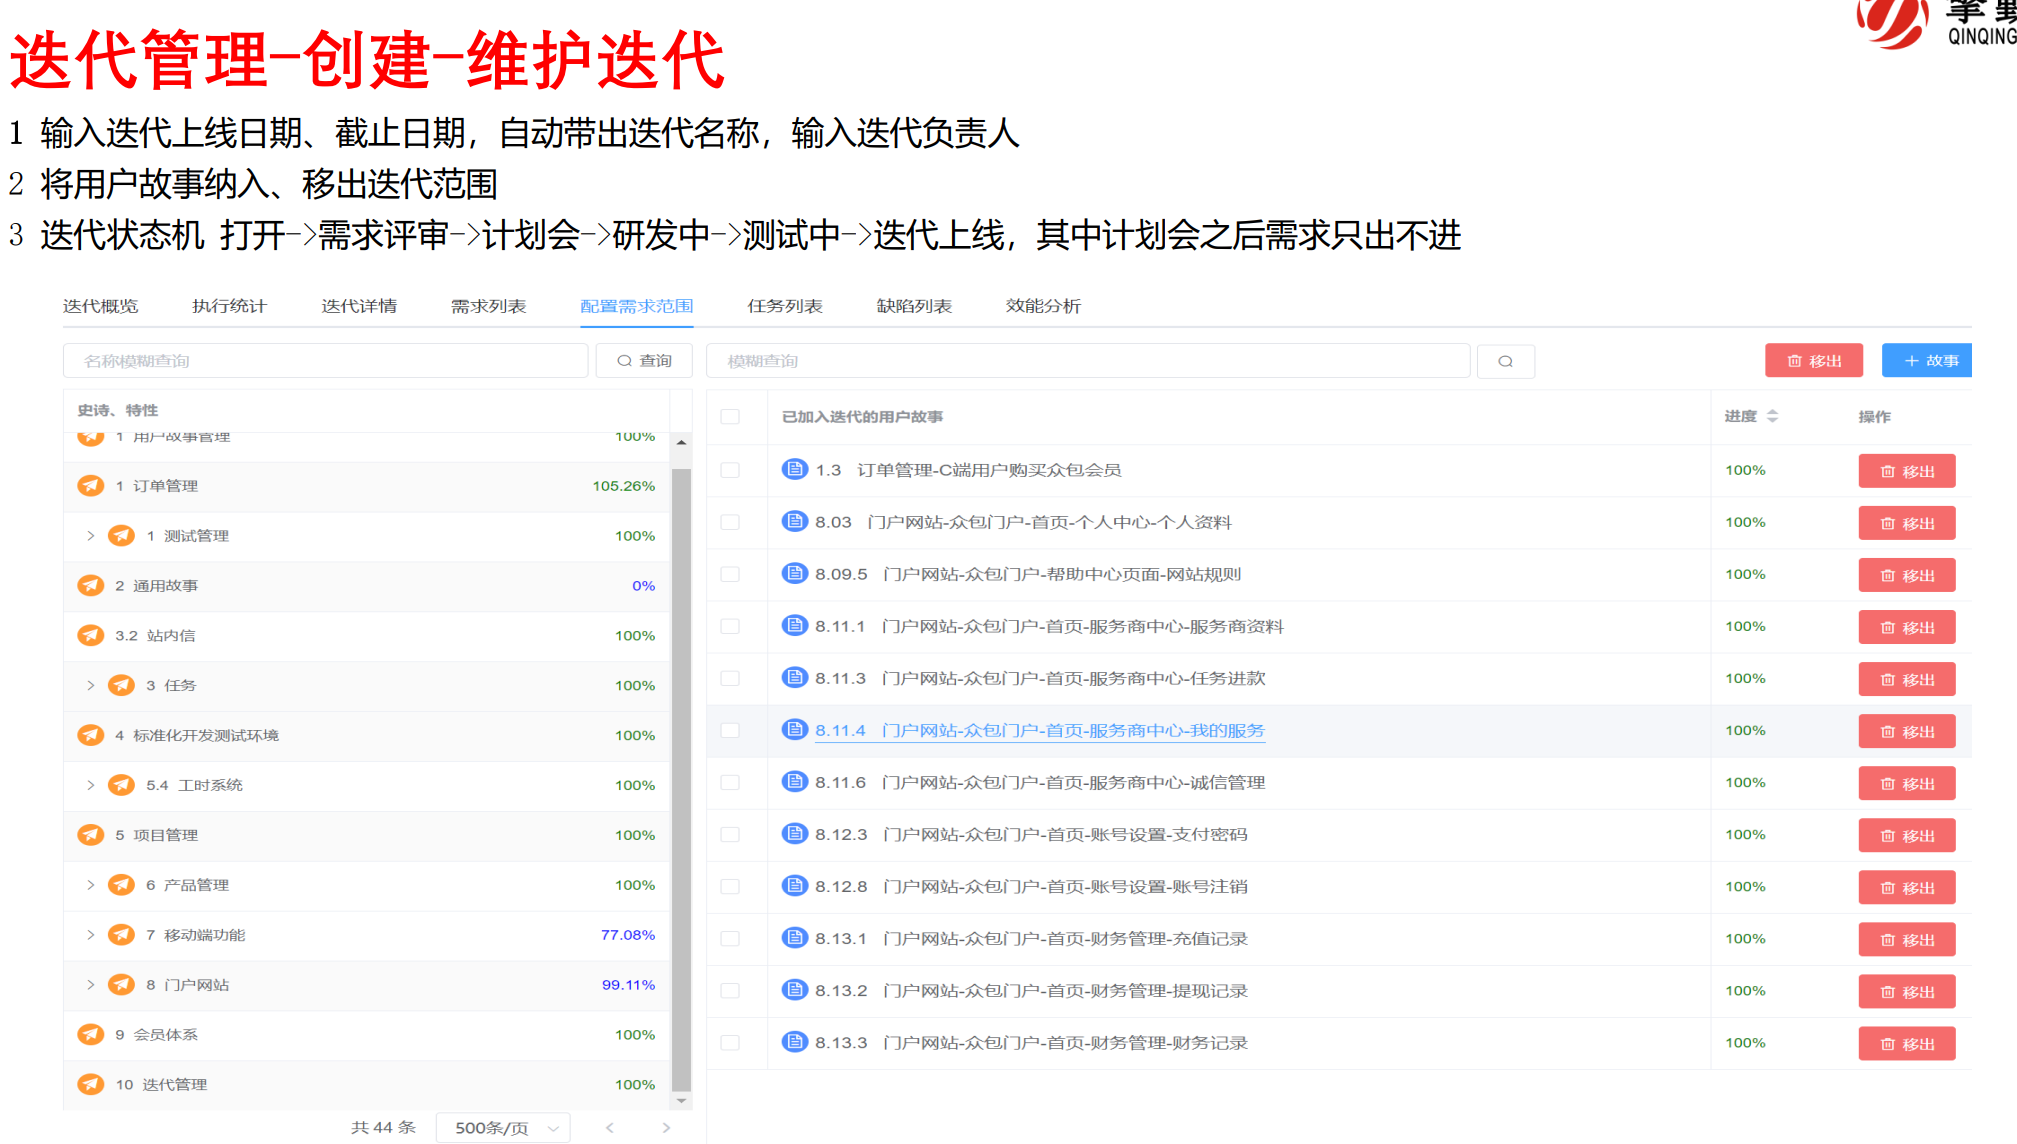 迭代管理-创建-维护迭代
QINQING
1 输入迭代上线日期、截止日期，自动带出迭代名称，输入迭代负责人
2 将用户故事纳入、移出迭代范围
3 迭代状态机 打开->需求评审->计划会->研发中->测试中->迭代上线，其中计划会之后需求只出不进
迭代概览 执行统计 迭代详情 需求列表 配置需求范围 任务列表 缺陷列表 效能分析
名称模糊查询 查询 模糊查询 移出 + 故事
史诗、特性
1 用户故事管理 100%
1 订单管理 105.26%
> 1 测试管理 100%
2 通用故事 0%
3.2 站内信 100%
> 3 任务 100%
4 标准化开发测试环境 100%
> 5.4 工时系统 100%
5 项目管理 100%
> 6 产品管理 100%
> 7 移动端功能 77.08%
> 8 门户网站 99.11%
9 会员体系 100%
10 迭代管理 100%
共 44 条 500条/页 < >
已加入迭代的用户故事 进度 操作
1.3 订单管理-C端用户购买众包会员 100% 移出
8.03 门户网站-众包门户-首页-个人中心-个人资料 100% 移出
8.09.5 门户网站-众包门户-帮助中心页面-网站规则 100% 移出
8.11.1 门户网站-众包门户-首页-服务商中心-服务商资料 100% 移出
8.11.3 门户网站-众包门户-首页-服务商中心-任务进款 100% 移出
8.11.4 门户网站-众包门户-首页-服务商中心-我的服务 100% 移出
8.11.6 门户网站-众包门户-首页-服务商中心-诚信管理 100% 移出
8.12.3 门户网站-众包门户-首页-账号设置-支付密码 100% 移出
8.12.8 门户网站-众包门户-首页-账号设置-账号注销 100% 移出
8.13.1 门户网站-众包门户-首页-财务管理-充值记录 100% 移出
8.13.2 门户网站-众包门户-首页-财务管理-提现记录 100% 移出
8.13.3 门户网站-众包门户-首页-财务管理-财务记录 100% 移出